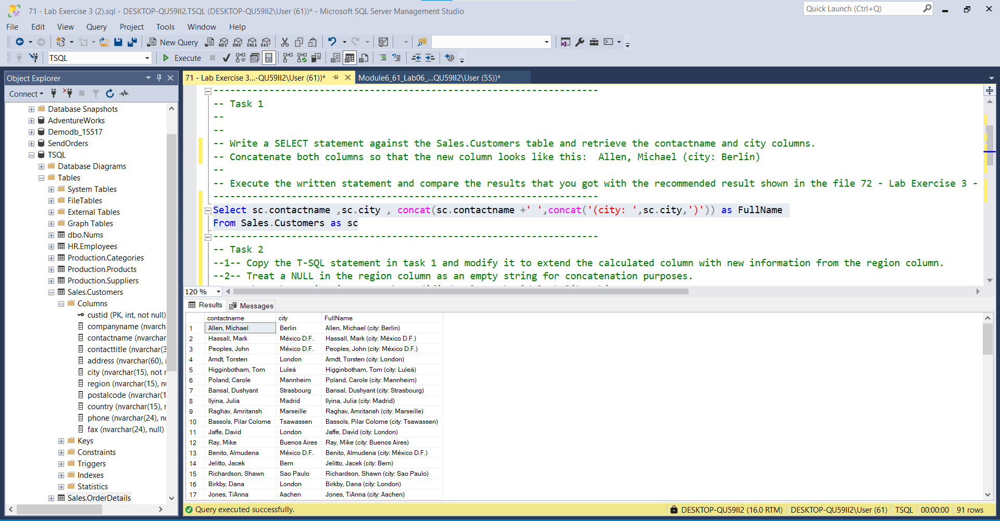 71 - Lab Exercise 3 (2).sql - DESKTOP-QU59II2.TSQL (DESKTOP-QU59II2\User (61))* - Microsoft SQL Server Management Studio
Quick Launch (Ctrl+Q)
File Edit View Query Project Tools Window Help
New Query MDX DMX XMLA DAX
TSQL Execute
Object Explorer
71 - Lab Exercise 3...-QU59II2\User (61))*
Module6_61_Lab06_...QU59II2\User (55))*
Connect
Database Snapshots
AdventureWorks
Demodb_15517
SendOrders
TSQL
Database Diagrams
Tables
System Tables
FileTables
External Tables
Graph Tables
dbo.Nums
HR.Employees
Production.Categories
Production.Products
Production.Suppliers
Sales.Customers
Columns
custid (PK, int, not null)
companyname (nvarch
contactname (nvarchar
contacttitle (nvarchar(3
address (nvarchar(60),
city (nvarchar(15), not
region (nvarchar(15),
postalcode (nvarchar(1
country (nvarchar(15),
phone (nvarchar(24),
fax (nvarchar(24), null)
Keys
Constraints
Triggers
Indexes
Statistics
Sales.OrderDetails
---------------------------------------------------------------------
-- Task 1
--
--
-- Write a SELECT statement against the Sales.Customers table and retrieve the contactname and city columns.
-- Concatenate both columns so that the new column looks like this:  Allen, Michael (city: Berlin)
--
-- Execute the written statement and compare the results that you got with the recommended result shown in the file 72 - Lab Exercise 3 -
---------------------------------------------------------------------
Select sc.contactname ,sc.city , concat(sc.contactname +' ',concat('(city: ',sc.city,')')) as FullName
From Sales.Customers as sc
---------------------------------------------------------------------
-- Task 2
--1-- Copy the T-SQL statement in task 1 and modify it to extend the calculated column with new information from the region column.
--2-- Treat a NULL in the region column as an empty string for concatenation purposes.
120 %
Results Messages
contactname city FullName
1 Allen, Michael Berlin Allen, Michael (city: Berlin)
2 Hassall, Mark México D.F. Hassall, Mark (city: México D.F.)
3 Peoples, John México D.F. Peoples, John (city: México D.F.)
4 Arndt, Torsten London Arndt, Torsten (city: London)
5 Higginbotham, Tom Luleå Higginbotham, Tom (city: Luleå)
6 Poland, Carole Mannheim Poland, Carole (city: Mannheim)
7 Bansal, Dushyant Strasbourg Bansal, Dushyant (city: Strasbourg)
8 Ilyina, Julia Madrid Ilyina, Julia (city: Madrid)
9 Raghav, Amritansh Marseille Raghav, Amritansh (city: Marseille)
10 Bassols, Pilar Colome Tsawassen Bassols, Pilar Colome (city: Tsawassen)
11 Jaffe, David London Jaffe, David (city: London)
12 Ray, Mike Buenos Aires Ray, Mike (city: Buenos Aires)
13 Benito, Almudena México D.F. Benito, Almudena (city: México D.F.)
14 Jelitto, Jacek Bern Jelitto, Jacek (city: Bern)
15 Richardson, Shawn Sao Paulo Richardson, Shawn (city: Sao Paulo)
16 Birkby, Dana London Birkby, Dana (city: London)
17 Jones, TiAnna Aachen Jones, TiAnna (city: Aachen)
Query executed successfully.
DESKTOP-QU59II2 (16.0 RTM) DESKTOP-QU59II2\User (61) TSQL 00:00:00 91 rows